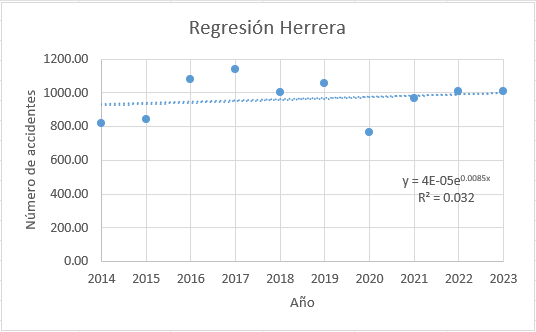 Regresión Herrera
1200.00
1000.00
800.00
600.00
400.00
200.00
0.00
Número de accidentes
y = 4E-05e^0.0085x
R² = 0.032
2014 2015 2016 2017 2018 2019 2020 2021 2022 2023
Año